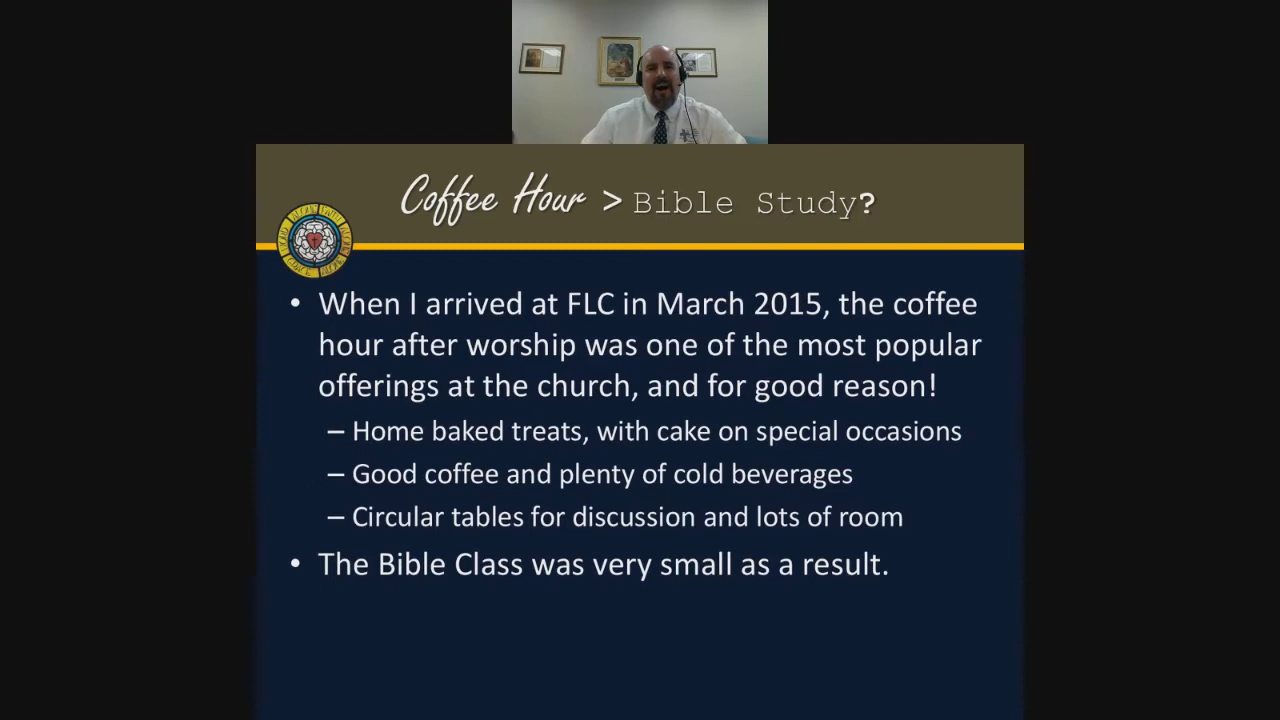 Coffee Hour > Bible Study?
• When I arrived at FLC in March 2015, the coffee
hour after worship was one of the most popular
offerings at the church, and for good reason!
– Home baked treats, with cake on special occasions
– Good coffee and plenty of cold beverages
– Circular tables for discussion and lots of room
• The Bible Class was very small as a result.